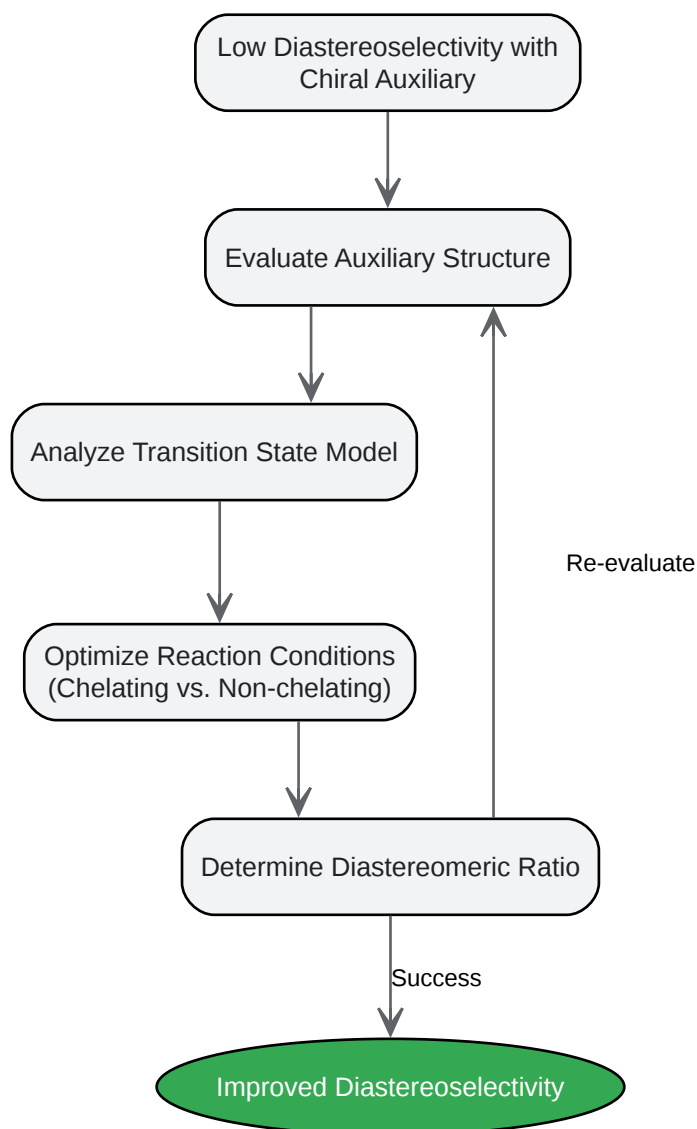 Low Diastereoselectivity with
Chiral Auxiliary
Evaluate Auxiliary Structure
Analyze Transition State Model
Re-evaluate
Optimize Reaction Conditions
(Chelating vs. Non-chelating)
Determine Diastereomeric Ratio
Success
Improved Diastereoselectivity